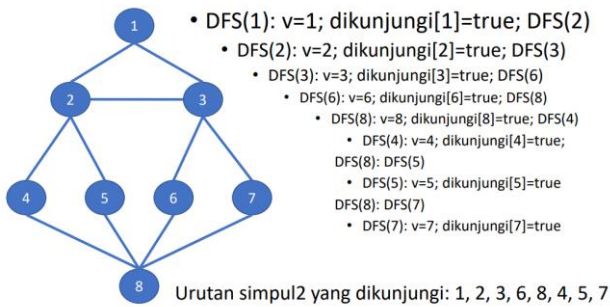 1
2
3
4
5
6
7
8
• DFS(1): v=1; dikunjungi[1]=true; DFS(2)
• DFS(2): v=2; dikunjungi[2]=true; DFS(3)
• DFS(3): v=3; dikunjungi[3]=true; DFS(6)
• DFS(6): v=6; dikunjungi[6]=true; DFS(8)
• DFS(8): v=8; dikunjungi[8]=true; DFS(4)
• DFS(4): v=4; dikunjungi[4]=true;
DFS(8): DFS(5)
• DFS(5): v=5; dikunjungi[5]=true
DFS(8): DFS(7)
• DFS(7): v=7; dikunjungi[7]=true
Urutan simpul2 yang dikunjungi: 1, 2, 3, 6, 8, 4, 5, 7